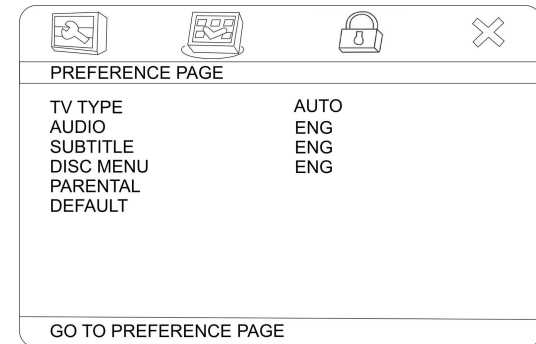 PREFERENCE PAGE
TV TYPE AUTO
AUDIO ENG
SUBTITLE ENG
DISC MENU ENG
PARENTAL
DEFAULT
GO TO PREFERENCE PAGE